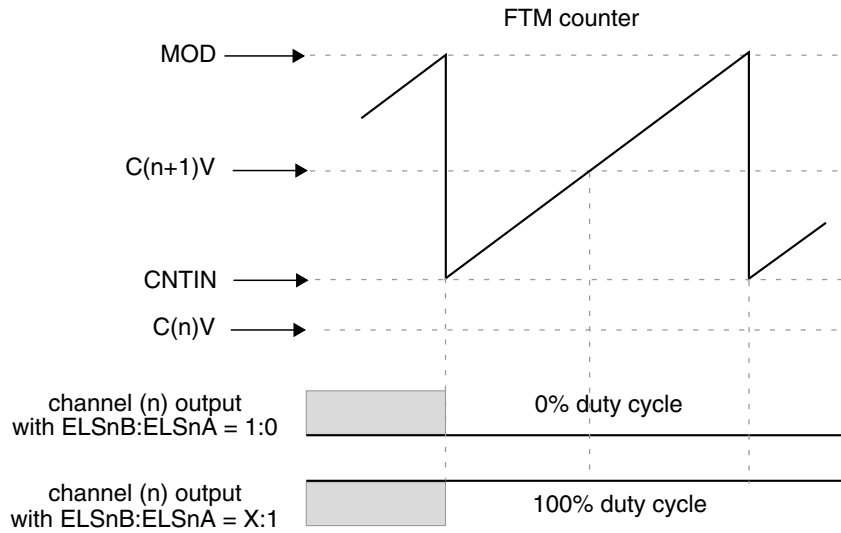 FTM counter
MOD
C(n+1)V
CNTIN
C(n)V
channel (n) output
with ELSnB:ELSnA = 1:0
0% duty cycle
channel (n) output
with ELSnB:ELSnA = X:1
100% duty cycle